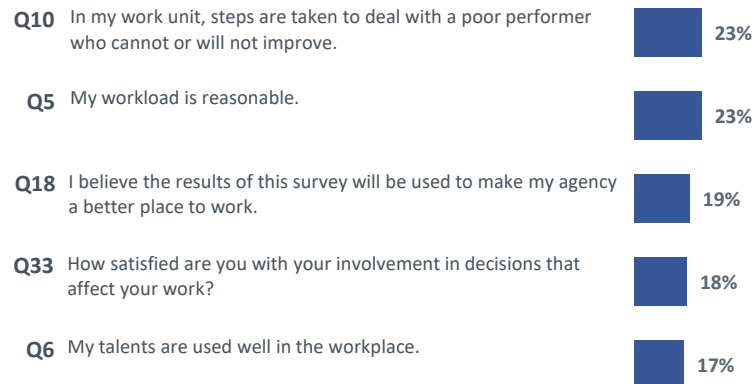 Q10 In my work unit, steps are taken to deal with a poor performer
who cannot or will not improve.
23%
Q5 My workload is reasonable.
23%
Q18 I believe the results of this survey will be used to make my agency
a better place to work.
19%
Q33 How satisfied are you with your involvement in decisions that
affect your work?
18%
Q6 My talents are used well in the workplace.
17%